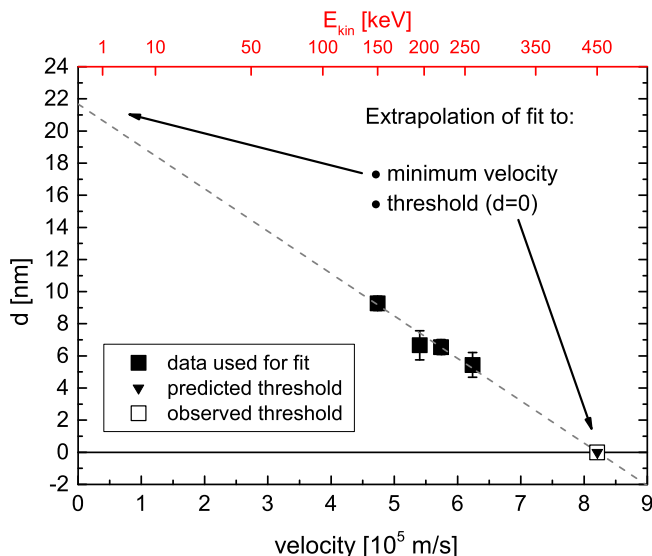 E_kin [keV]
1 10 50 100 150 200 250 350 450
24
22
20
18
16
14
12
10
8
6
4
2
0
-2
d [nm]
Extrapolation of fit to:
• minimum velocity
• threshold (d=0)
data used for fit
predicted threshold
observed threshold
0 1 2 3 4 5 6 7 8 9
velocity [10⁵ m/s]